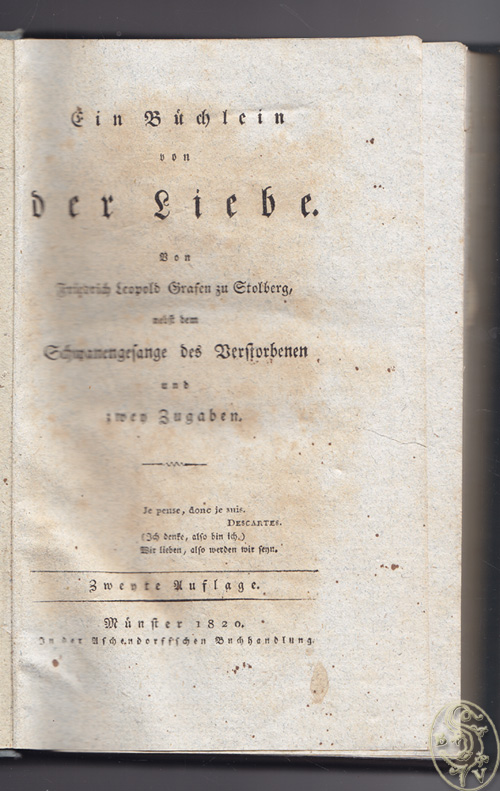 Ein Büchlein
von
der Liebe.
Von
Friedrich Leopold Grafen zu Stolberg,
nebst dem
Schwanengesange des Verstorbenen
und
zwey Zugaben.
Je pense, donc je suis.
DESCARTES.
(Ich denke, also bin ich.)
Wir lieben, also werden wir seyn.
Zweyte Auflage.
Münster 1820.
In der Aschendorffschen Buchhandlung.